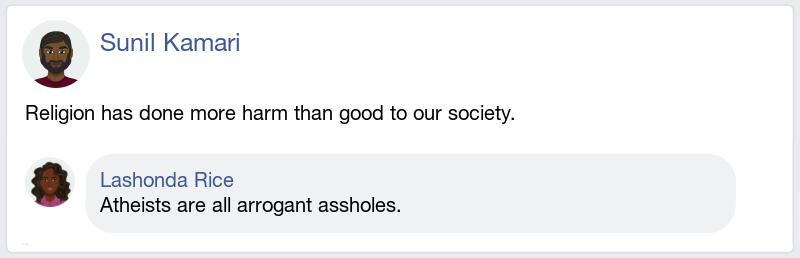 Sunil Kamari
Religion has done more harm than good to our society.
Lashonda Rice
Atheists are all arrogant assholes.